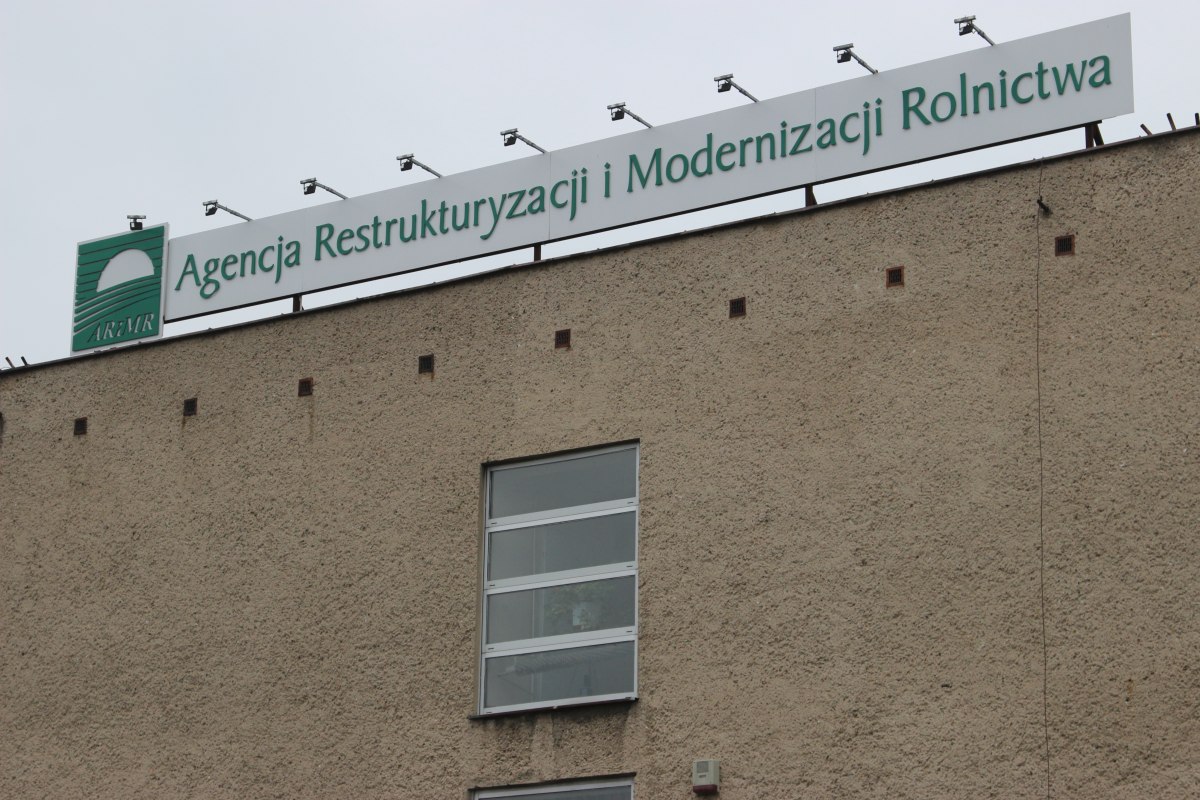 Agencja Restrukturyzacji i Modernizacji Rolnictwa
ARiMR